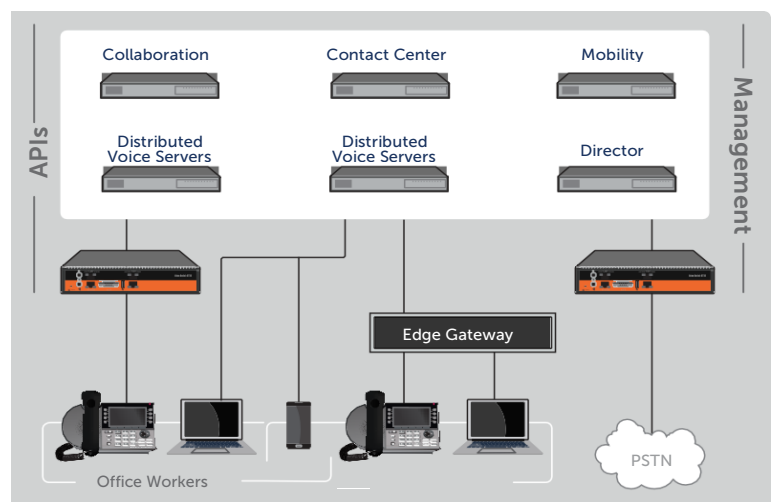 Collaboration
Contact Center
Mobility
Distributed
Voice Servers
Distributed
Voice Servers
Director
APIs
Management
Edge Gateway
PSTN
Office Workers